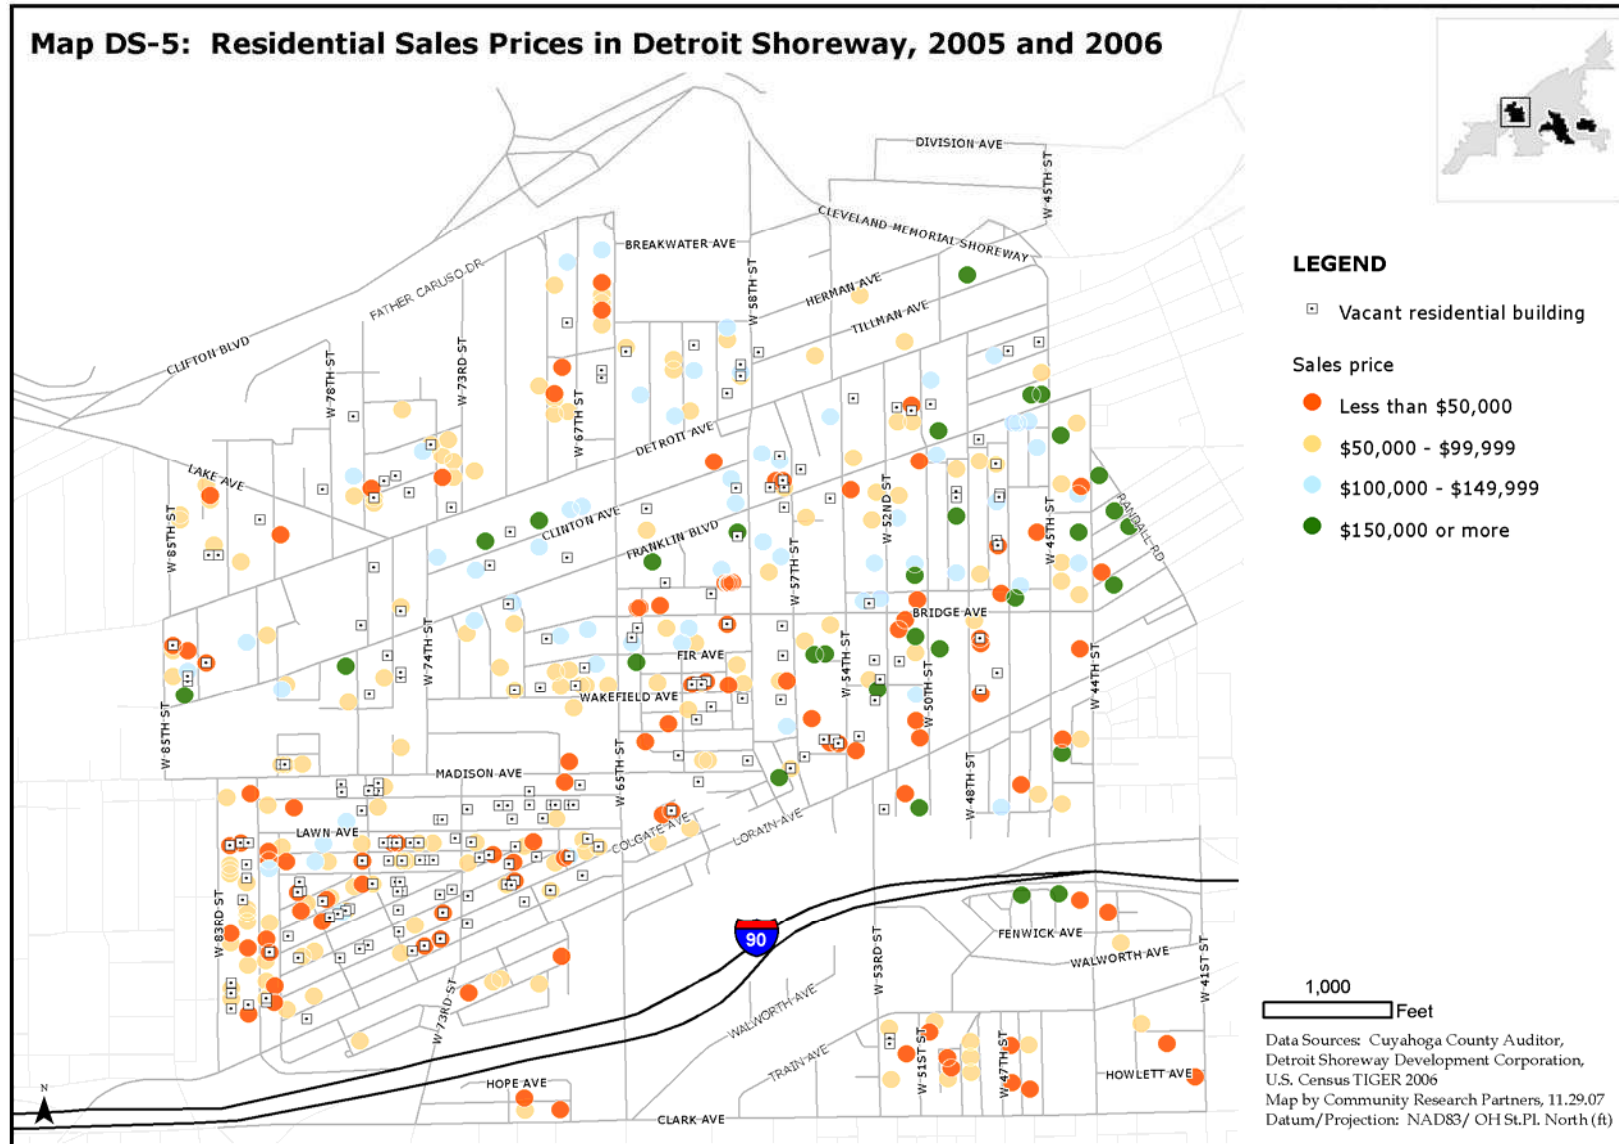 Map DS-5:  Residential Sales Prices in Detroit Shoreway, 2005 and 2006
DIVISION AVE
W 45TH ST
CLEVELAND MEMORIAL SHOREWAY
BREAKWATER AVE
FATHER CARUSO DR
W 58TH ST
HERMAN AVE
TILLMAN AVE
CLIFTON BLVD
W 78TH ST
W 73RD ST
W 67TH ST
DETROIT AVE
LAKE AVE
W 85TH ST
CLINTON AVE
FRANKLIN BLVD
W 52ND ST
W 45TH ST
RANDALL RD
W 57TH ST
BRIDGE AVE
W 74TH ST
FIR AVE
W 54TH ST
W 50TH ST
W 44TH ST
WAKEFIELD AVE
W 85TH ST
MADISON AVE
W 65TH ST
W 48TH ST
LAWN AVE
COLGATE AVE
LORAIN AVE
W 83RD ST
90
W 53RD ST
FENWICK AVE
WALWORTH AVE
W 41ST ST
W 73RD ST
WALWORTH AVE
TRAIN AVE
W 51ST ST
W 47TH ST
HOWLETT AVE
HOPE AVE
CLARK AVE
N
LEGEND
Vacant residential building
Sales price
Less than $50,000
$50,000 - $99,999
$100,000 - $149,999
$150,000 or more
1,000
Feet
Data Sources:  Cuyahoga County Auditor,
Detroit Shoreway Development Corporation,
U.S. Census TIGER 2006
Map by Community Research Partners, 11.29.07
Datum/Projection:  NAD83/ OH St.Pl. North (ft)